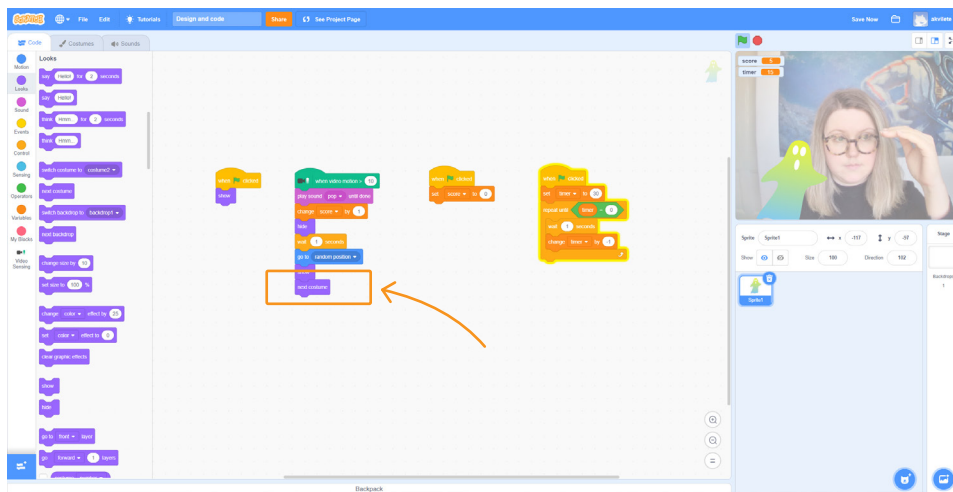 SCRATCH File Edit Tutorials Design and code Share See Project Page Save Now
Code Costumes Sounds
Motion
Looks
Sound
Events
Control
Sensing
Operators
Variables
My Blocks
Video
Sensing
Looks
say Hello! for 2 seconds
say Hello!
think Hmm... for 2 seconds
think Hmm...
switch costume to costume2
next costume
switch backdrop to backdrop1
next backdrop
change size by 10
set size to 100 %
change color effect by 25
set color effect to 0
clear graphic effects
show
hide
go to front layer
go forward 1 layers
when clicked
show
when video motion > 10
play sound pop until done
change score by 1
hide
wait 1 seconds
go to random position
show
next costume
when clicked
set score to 0
when clicked
set timer to 30
repeat until timer = 0
wait 1 seconds
change timer by -1
score
timer
Sprite Sprite1 x -117 y -97
Show Size 100 Direction 102
Sprite1
Stage
Backdrops
1
Backpack